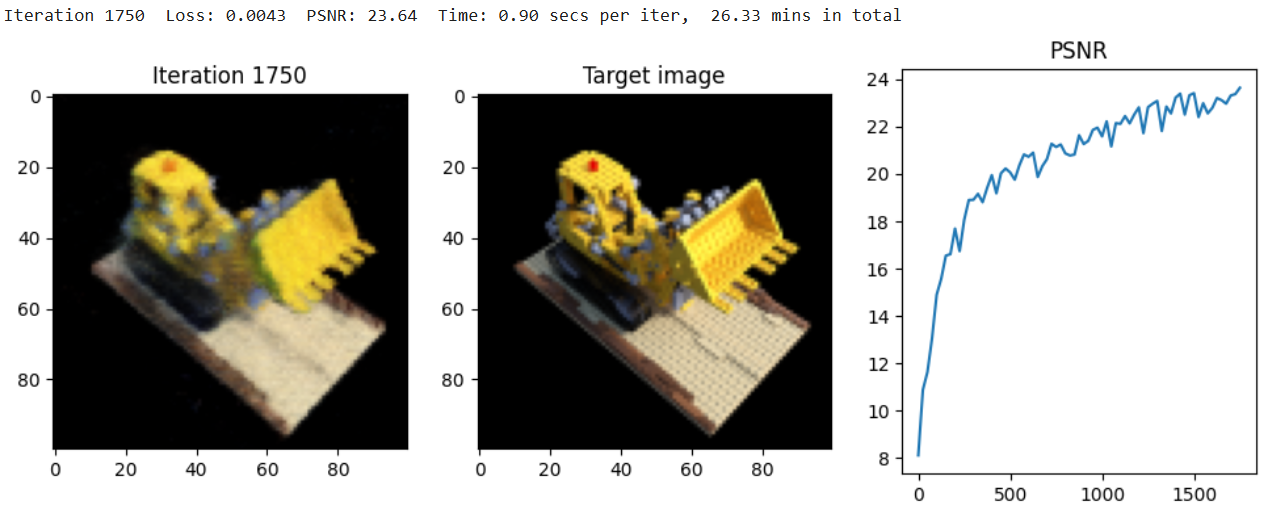 Iteration 1750  Loss: 0.0043  PSNR: 23.64  Time: 0.90 secs per iter,  26.33 mins in total
Iteration 1750
0
20
40
60
80
0 20 40 60 80
Target image
0
20
40
60
80
0 20 40 60 80
PSNR
24
22
20
18
16
14
12
10
8
0 500 1000 1500